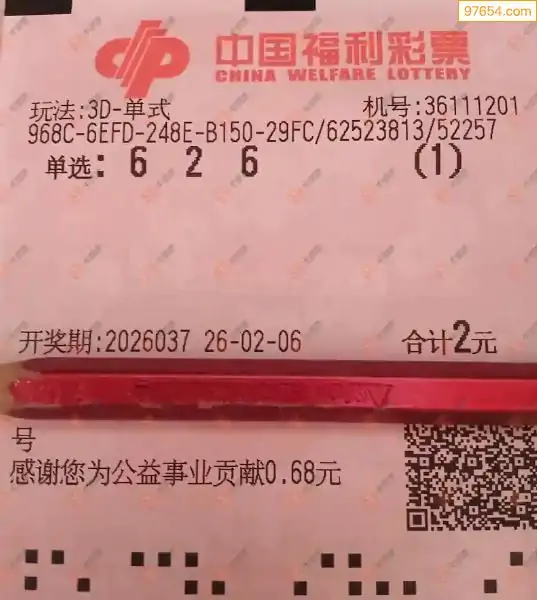 97654.com
中国福利彩票
CHINA WELFARE LOTTERY
玩法:3D-单式 机号:36111201
968C-6EFD-248E-B150-29FC/62523813/52257
单选: 6 2 6 (1)
开奖期:2026037 26-02-06 合计2元
号
感谢您为公益事业贡献0.68元